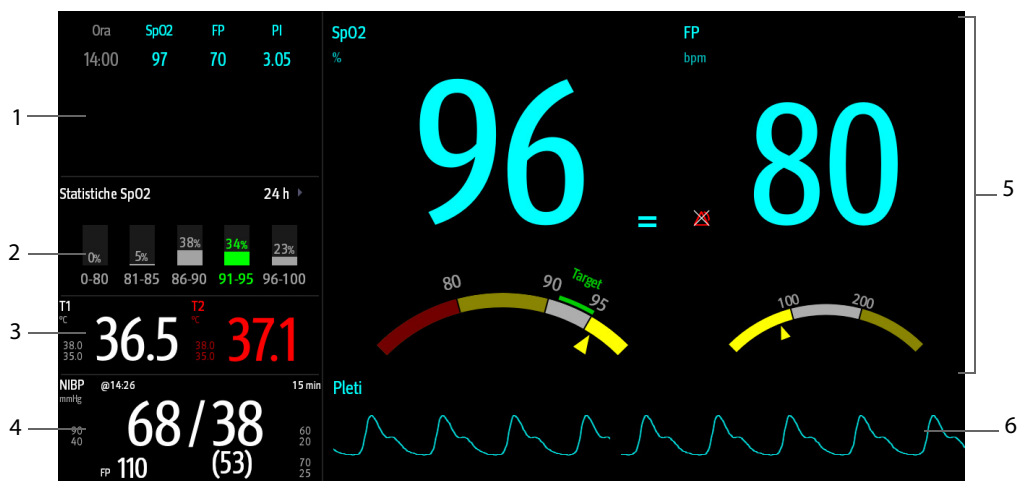 Ora SpO2 FP PI
14:00 97 70 3.05
1
Statistiche SpO2 24 h
2
0% 5% 38% 34% 23%
0-80 81-85 86-90 91-95 96-100
T1 T2
°C °C
3
38.0 36.5 38.0 37.1
35.0 35.0
NIBP @14:26 15 min
mmHg
4
90 68/38 60
40 20
FP 110 (53) 70
25
SpO2 FP
% bpm
96 = 80
5
80 90 Target 95
100 200
Pleti
6